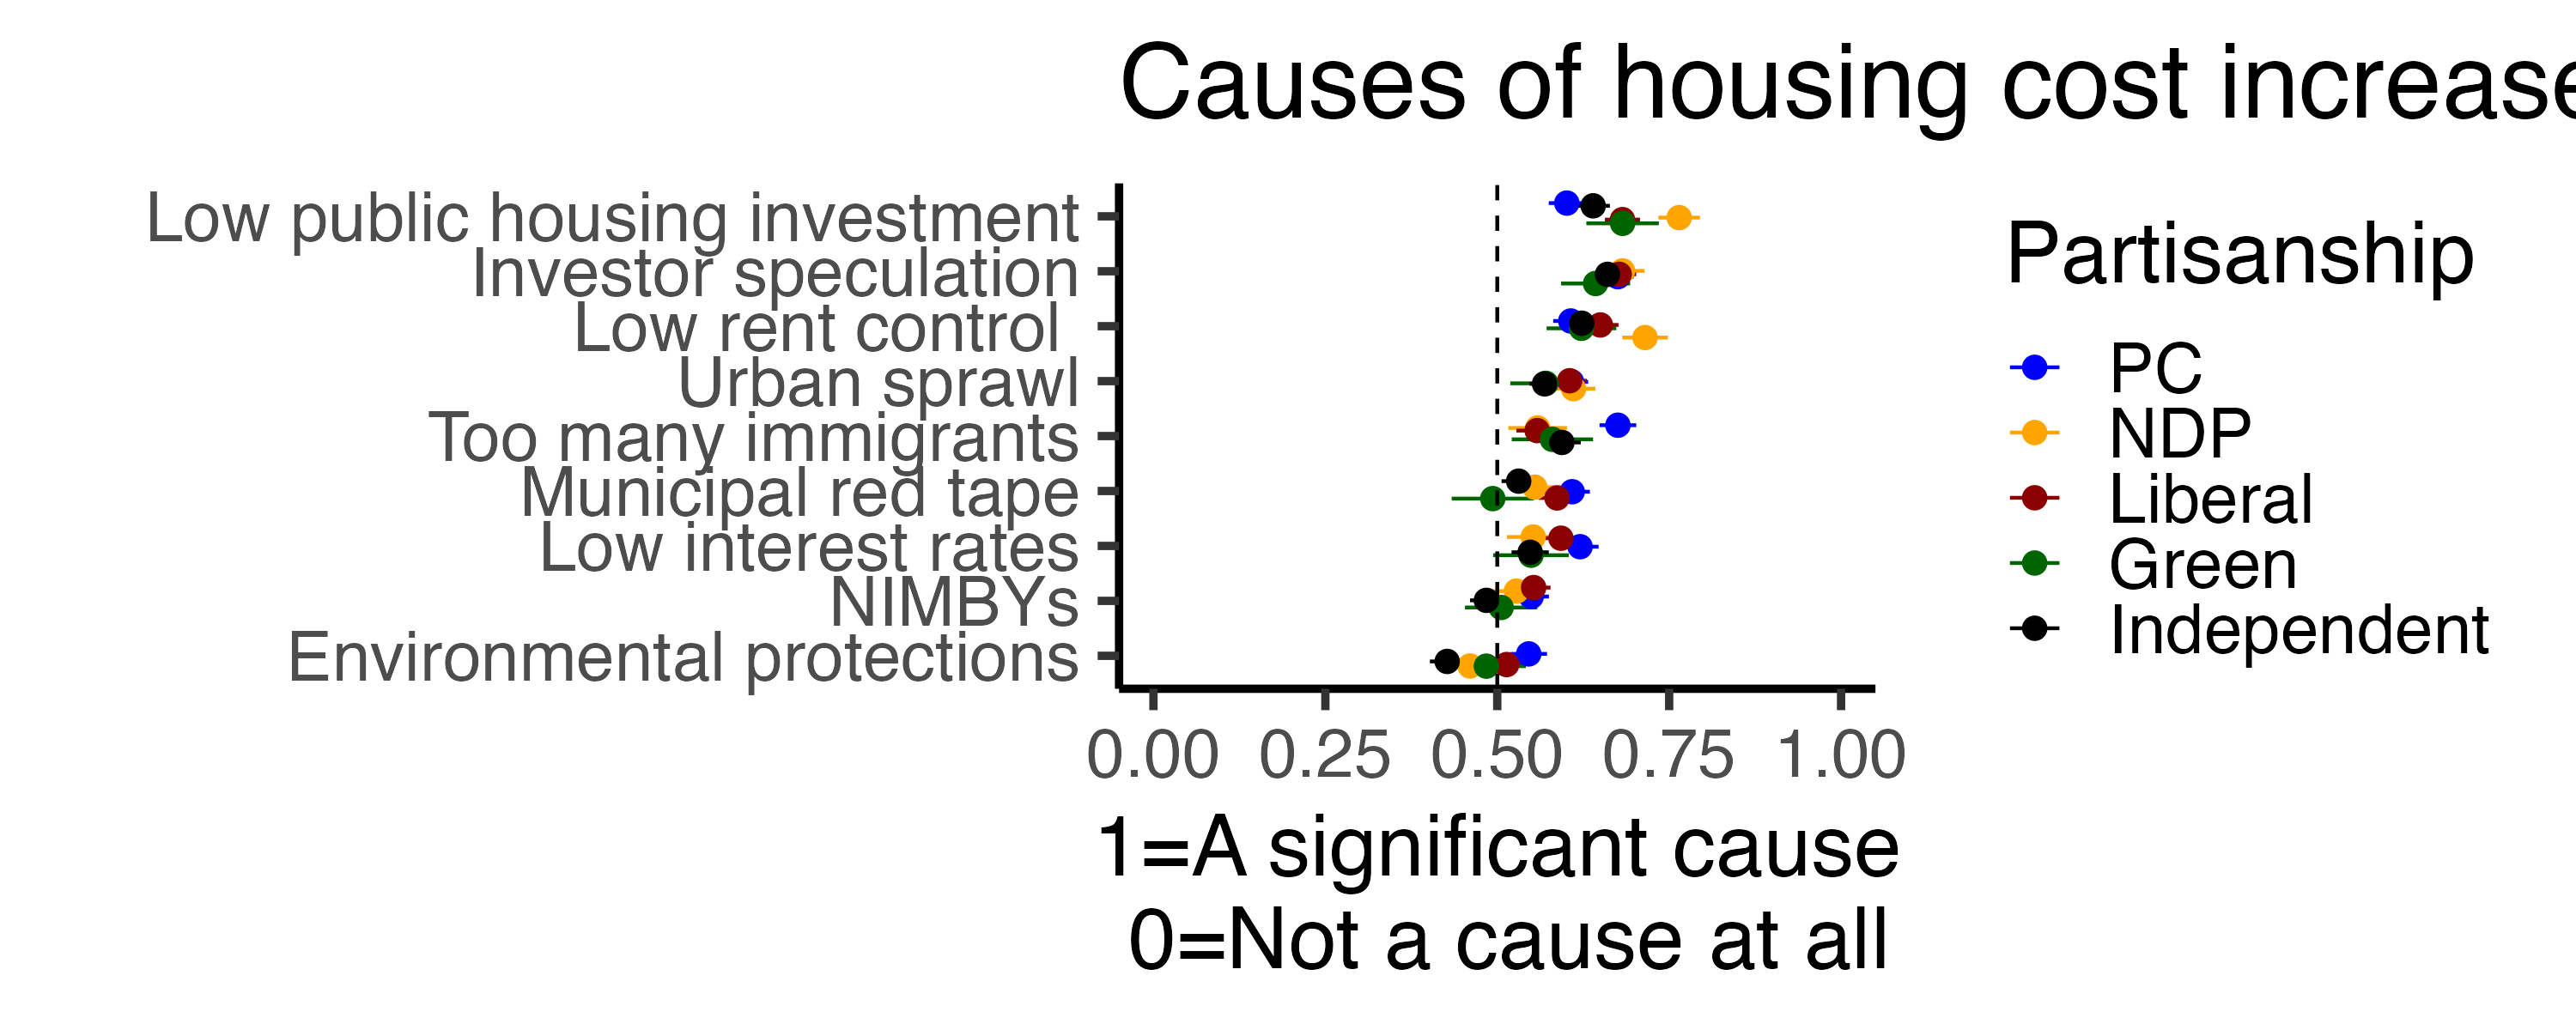 Causes of housing cost increase
Low public housing investment
Investor speculation
Low rent control
Urban sprawl
Too many immigrants
Municipal red tape
Low interest rates
NIMBYs
Environmental protections
0.00 0.25 0.50 0.75 1.00
1=A significant cause
0=Not a cause at all
Partisanship
PC
NDP
Liberal
Green
Independent